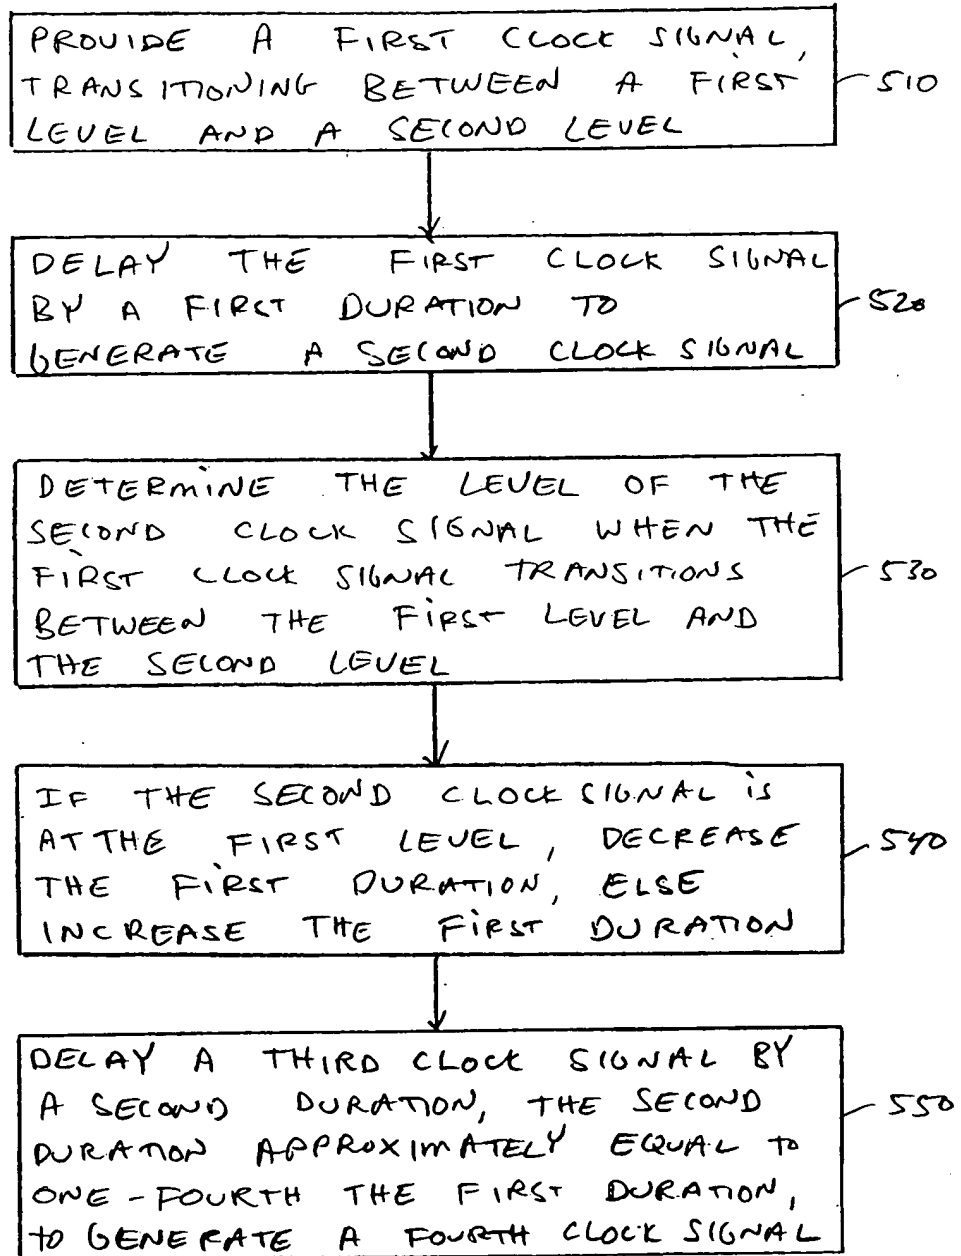 PROVIDE A FIRST CLOCK SIGNAL,
TRANSITIONING BETWEEN A FIRST
LEVEL AND A SECOND LEVEL
510
DELAY THE FIRST CLOCK SIGNAL
BY A FIRST DURATION TO
GENERATE A SECOND CLOCK SIGNAL
520
DETERMINE THE LEVEL OF THE
SECOND CLOCK SIGNAL WHEN THE
FIRST CLOCK SIGNAL TRANSITIONS
BETWEEN THE FIRST LEVEL AND
THE SECOND LEVEL
530
IF THE SECOND CLOCK SIGNAL IS
AT THE FIRST LEVEL, DECREASE
THE FIRST DURATION, ELSE
INCREASE THE FIRST DURATION
540
DELAY A THIRD CLOCK SIGNAL BY
A SECOND DURATION, THE SECOND
DURATION APPROXIMATELY EQUAL TO
ONE-FOURTH THE FIRST DURATION,
TO GENERATE A FOURTH CLOCK SIGNAL
550